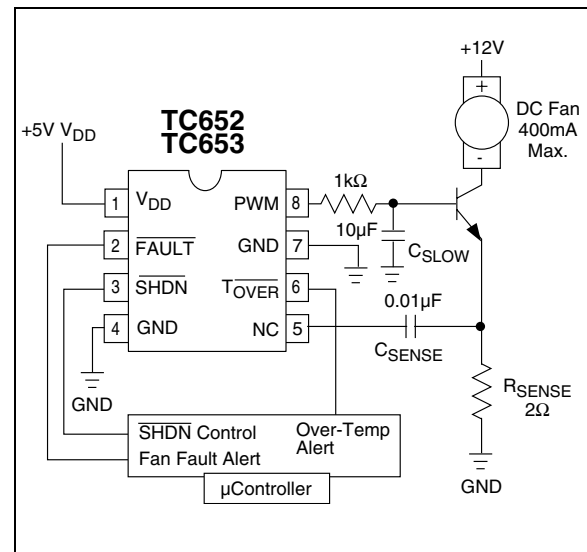 +12V
+
DC Fan
400mA
Max.
-
+5V VDD
TC652
TC653
1kΩ
1 VDD
PWM 8
10µF
CSLOW
2 FAULT
GND 7
3 SHDN
TOVER 6
0.01µF
4 GND
NC 5
CSENSE
GND
RSENSE
2Ω
SHDN Control
Over-Temp
Alert
Fan Fault Alert
µController
GND